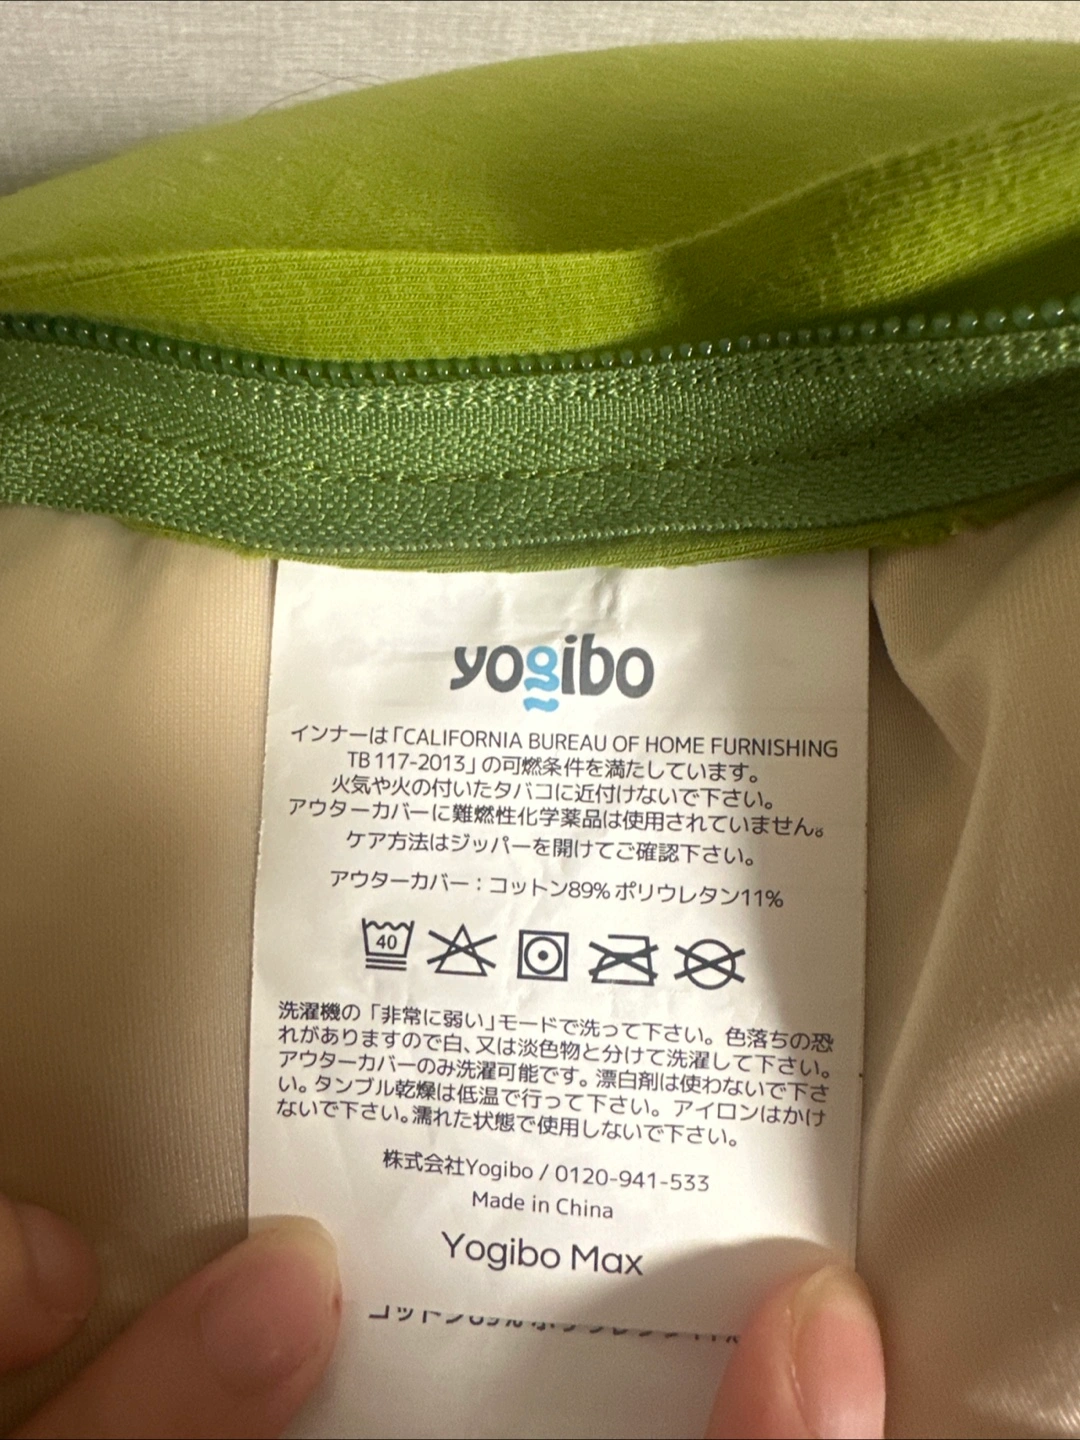 yogibo
インナーは「CALIFORNIA BUREAU OF HOME FURNISHING
TB 117-2013」の可燃条件を満たしています。
火気や火の付いたタバコに近付けないで下さい。
アウターカバーに難燃性化学薬品は使用されていません。
ケア方法はジッパーを開けてご確認下さい。
アウターカバー：コットン89% ポリウレタン11%
40
洗濯機の「非常に弱い」モードで洗って下さい。色落ちの恐
れがありますので白、又は淡色物と分けて洗濯して下さい。
アウターカバーのみ洗濯可能です。漂白剤は使わないで下さ
い。タンブル乾燥は低温で行って下さい。アイロンはかけ
ないで下さい。濡れた状態で使用しないで下さい。
株式会社Yogibo / 0120-941-533
Made in China
Yogibo Max